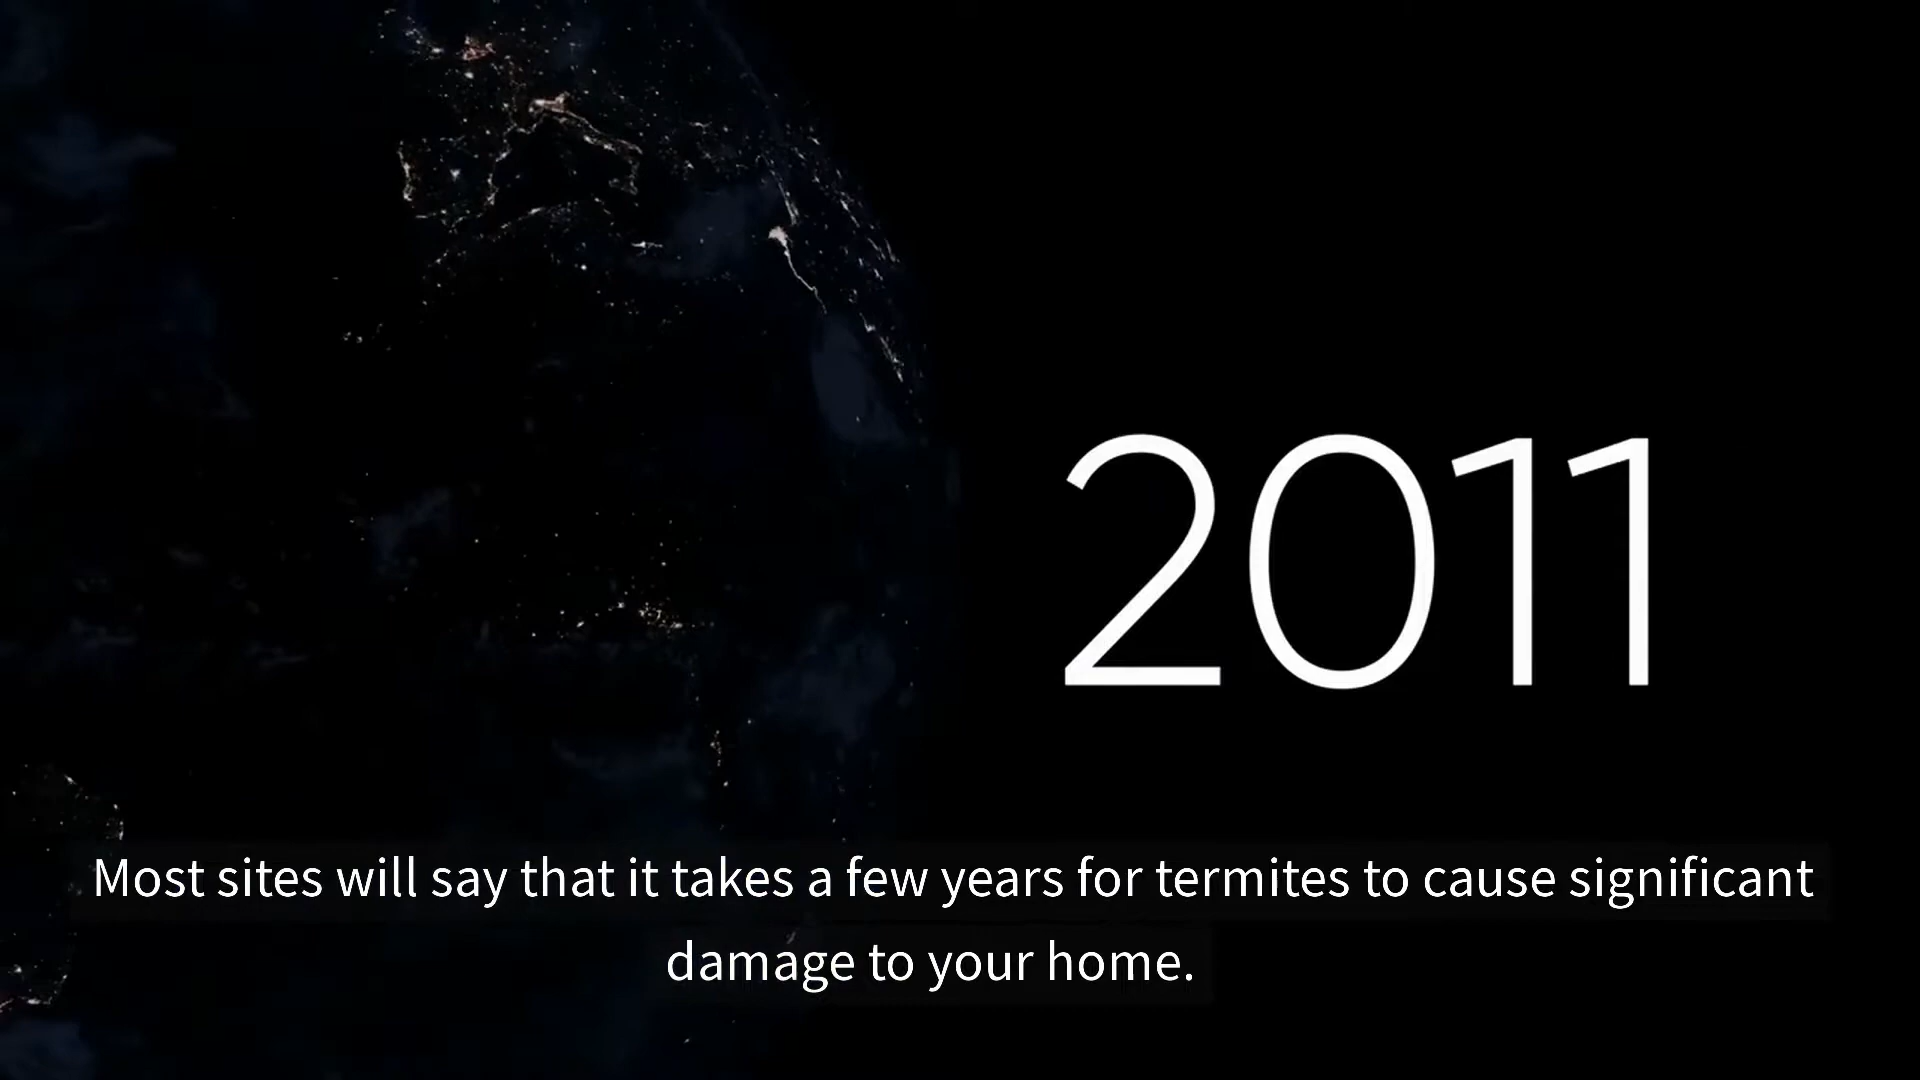 2011
Most sites will say that it takes a few years for termites to cause significant
damage to your home.